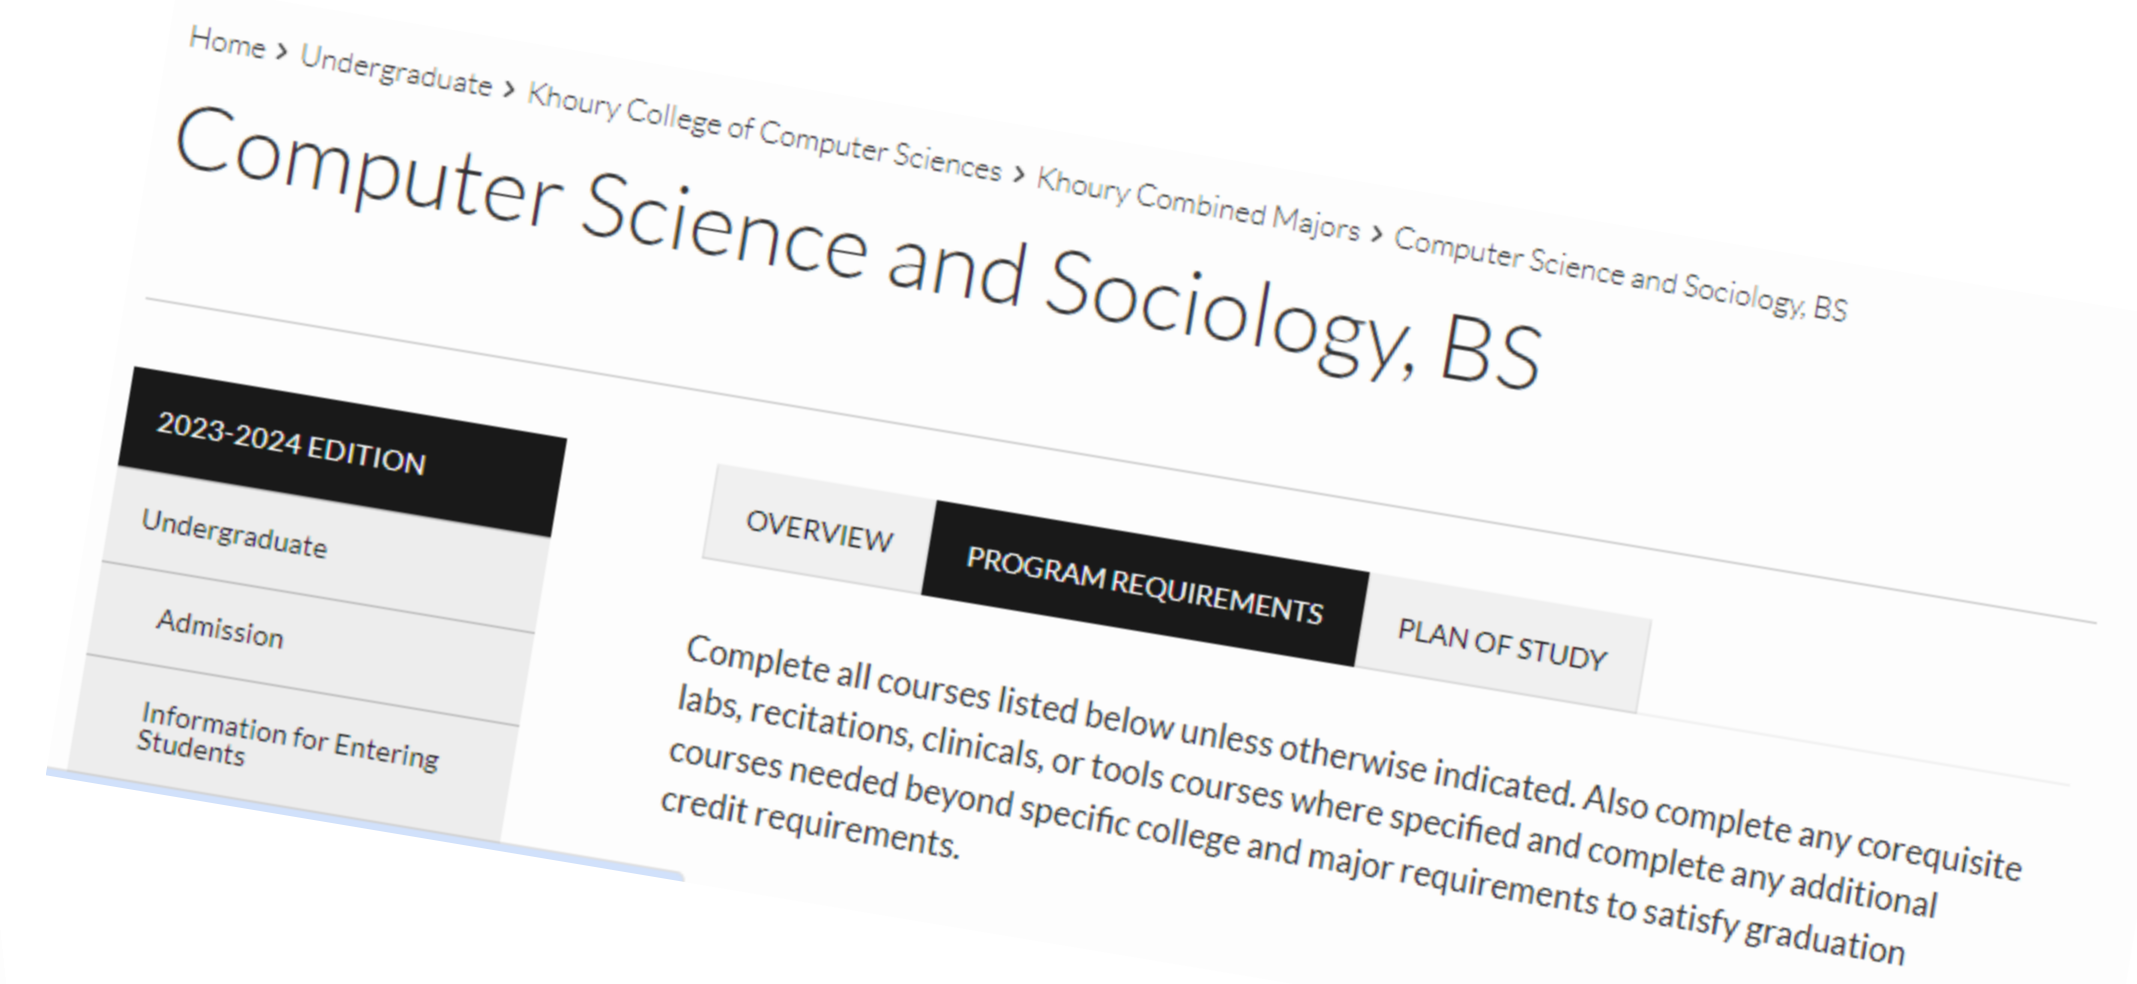 Home > Undergraduate > Khoury College of Computer Sciences > Khoury Combined Majors > Computer Science and Sociology, BS
Computer Science and Sociology, BS
2023-2024 EDITION
Undergraduate
Admission
Information for Entering
Students
OVERVIEW
PROGRAM REQUIREMENTS
PLAN OF STUDY
Complete all courses listed below unless otherwise indicated. Also complete any corequisite
labs, recitations, clinicals, or tools courses where specified and complete any additional
courses needed beyond specific college and major requirements to satisfy graduation
credit requirements.